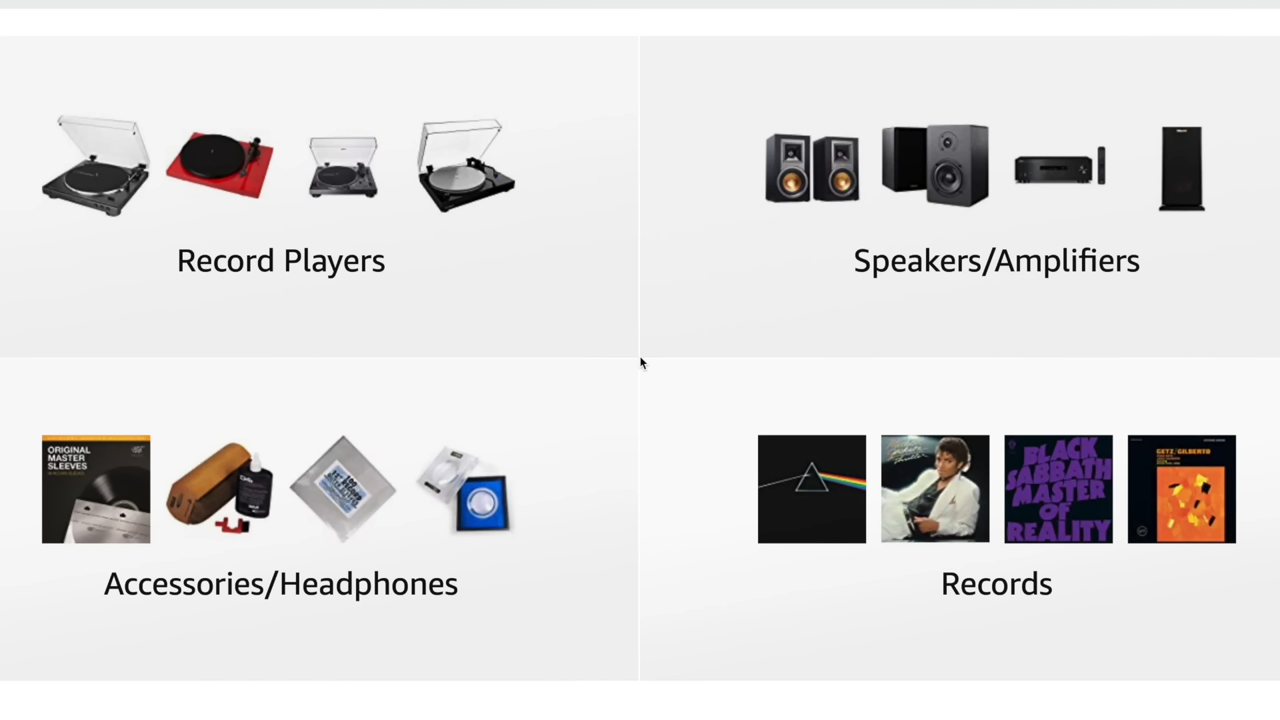 Record Players
Speakers/Amplifiers
ORIGINAL
MASTER
SLEEVES
Accessories/Headphones
BLACK
SABBATH
MASTER
OF
REALITY
GETZ/GILBERTO
Records